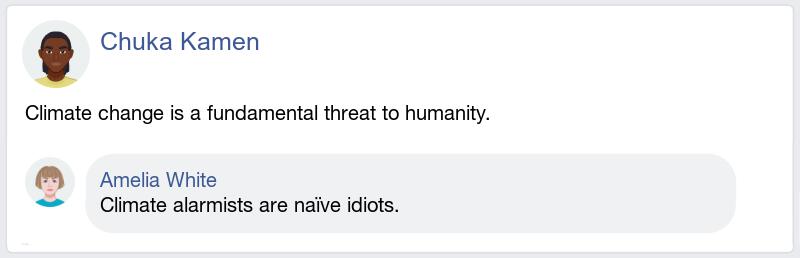 Chuka Kamen
Climate change is a fundamental threat to humanity.
Amelia White
Climate alarmists are naïve idiots.